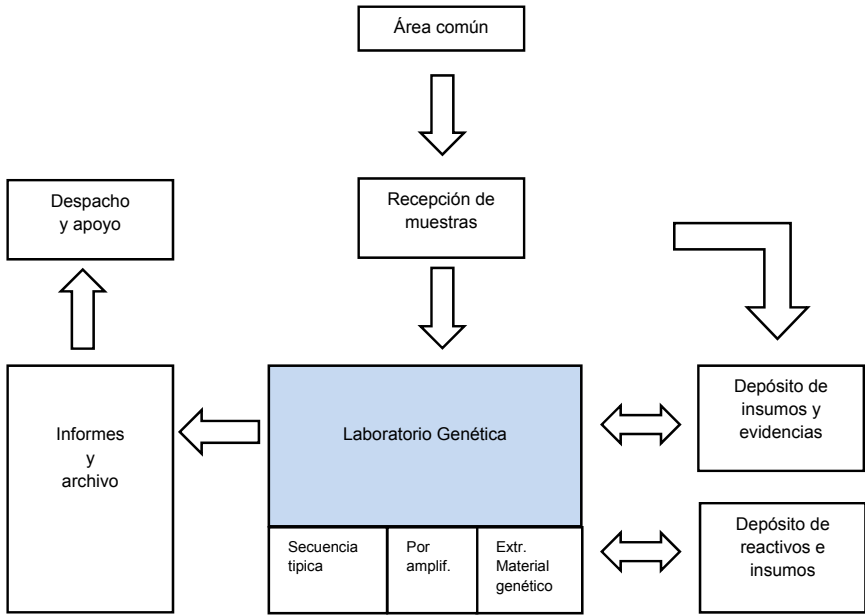 Área común
Despacho
y apoyo
Recepción de
muestras
Informes
y
archivo
Laboratorio Genética
Depósito de
insumos y
evidencias
Secuencia
tipica
Por
amplif.
Extr.
Material
genético
Depósito de
reactivos e
insumos